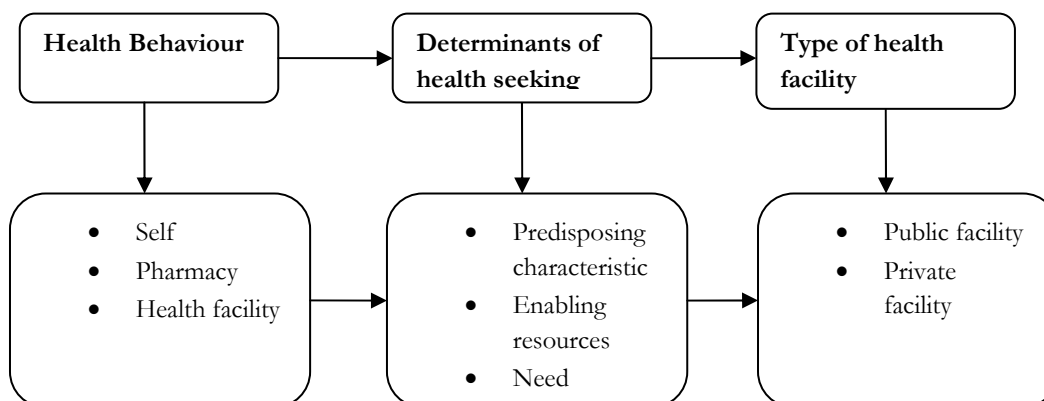 Health Behaviour
Determinants of
health seeking
Type of health
facility
• Self
• Pharmacy
• Health facility
• Predisposing
characteristic
• Enabling
resources
• Need
• Public facility
• Private
facility